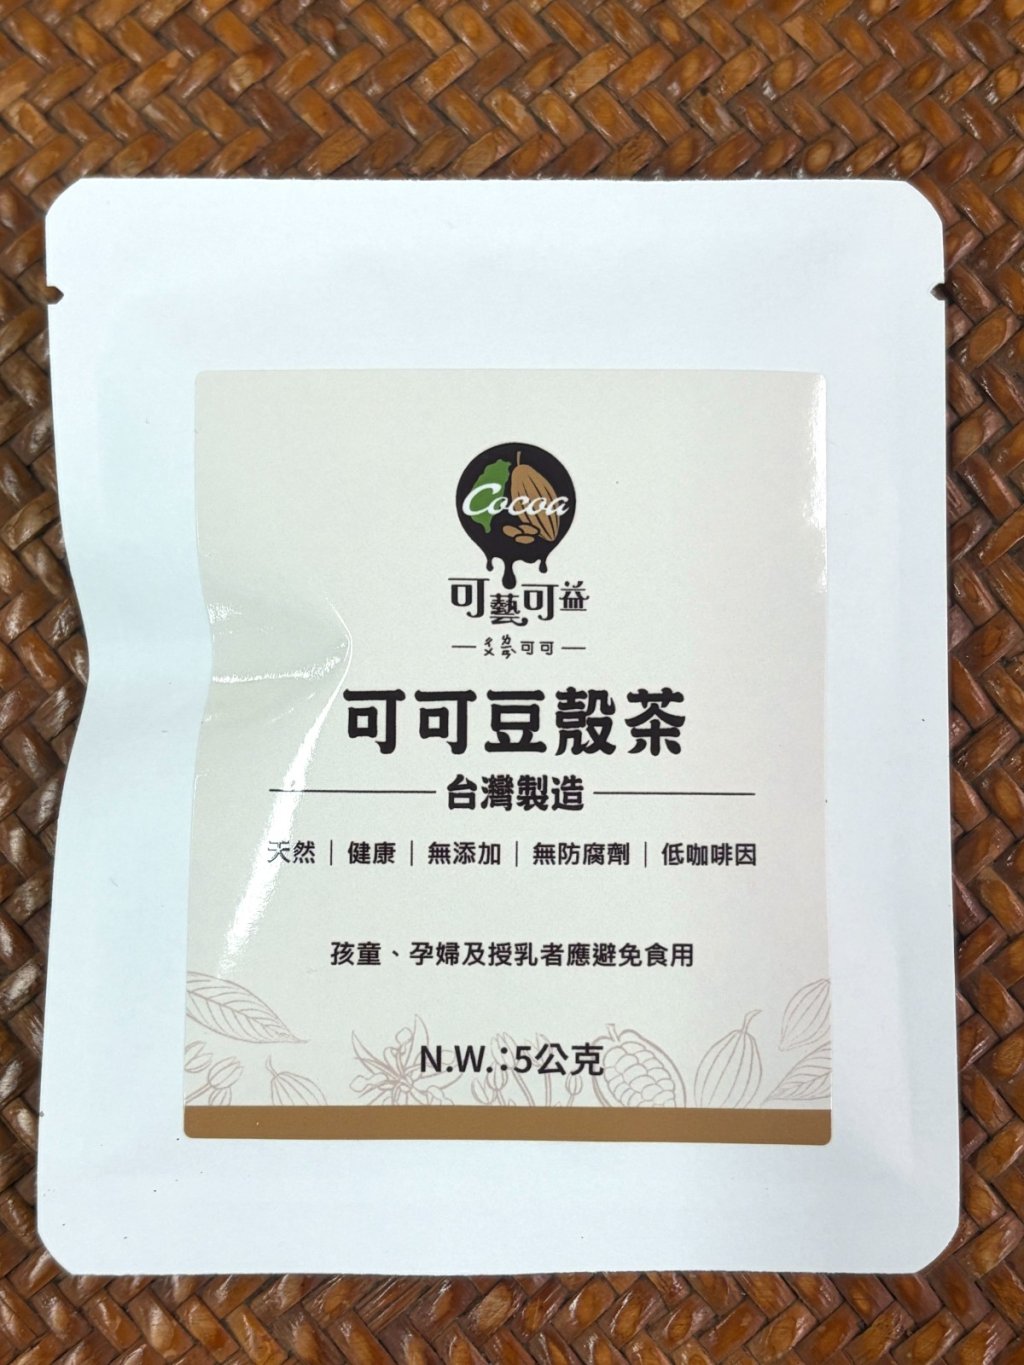 Cocoa
可藝可益
可可
可可豆殼茶
台灣製造
天然｜健康｜無添加｜無防腐劑｜低咖啡因
孩童、孕婦及授乳者應避免食用
N.W.:5公克